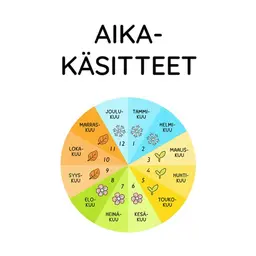 AIKA-
KÄSITTEET
JOULU-
KUU
TAMMI-
KUU
HELMI-
KUU
MAALIS-
KUU
HUHTI-
KUU
TOUKO-
KUU
KESÄ-
KUU
HEINÄ-
KUU
ELO-
KUU
SYYS-
KUU
LOKA-
KUU
MARRAS-
KUU
12
1
2
3
4
5
6
7
8
9
10
11